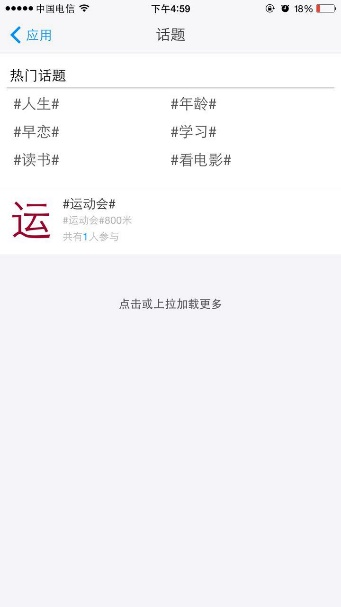 中国电信 下午4:59 18%
应用 话题
热门话题
#人生# #年龄#
#早恋# #学习#
#读书# #看电影#
运
#运动会#
#运动会#800米
共有1人参与
点击或上拉加载更多